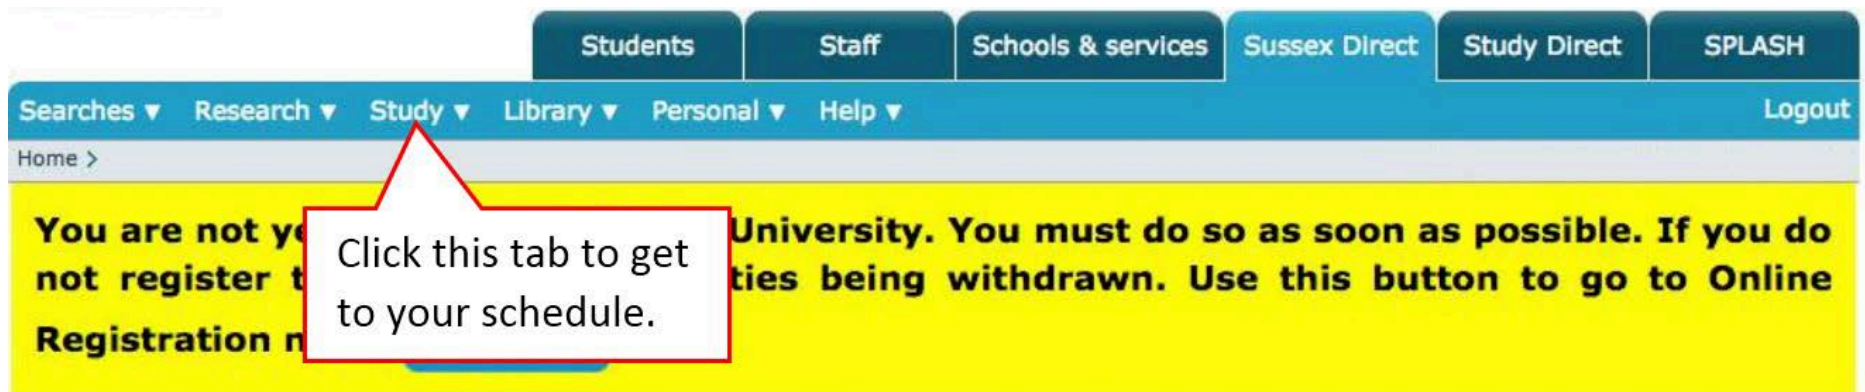 Students Staff Schools & services Sussex Direct Study Direct SPLASH
Searches ▼ Research ▼ Study ▼ Library ▼ Personal ▼ Help ▼ Logout
Home >
You are not University. You must do so as soon as possible. If you do
not register being withdrawn. Use this button to go to Online
Registration
Click this tab to get
to your schedule.